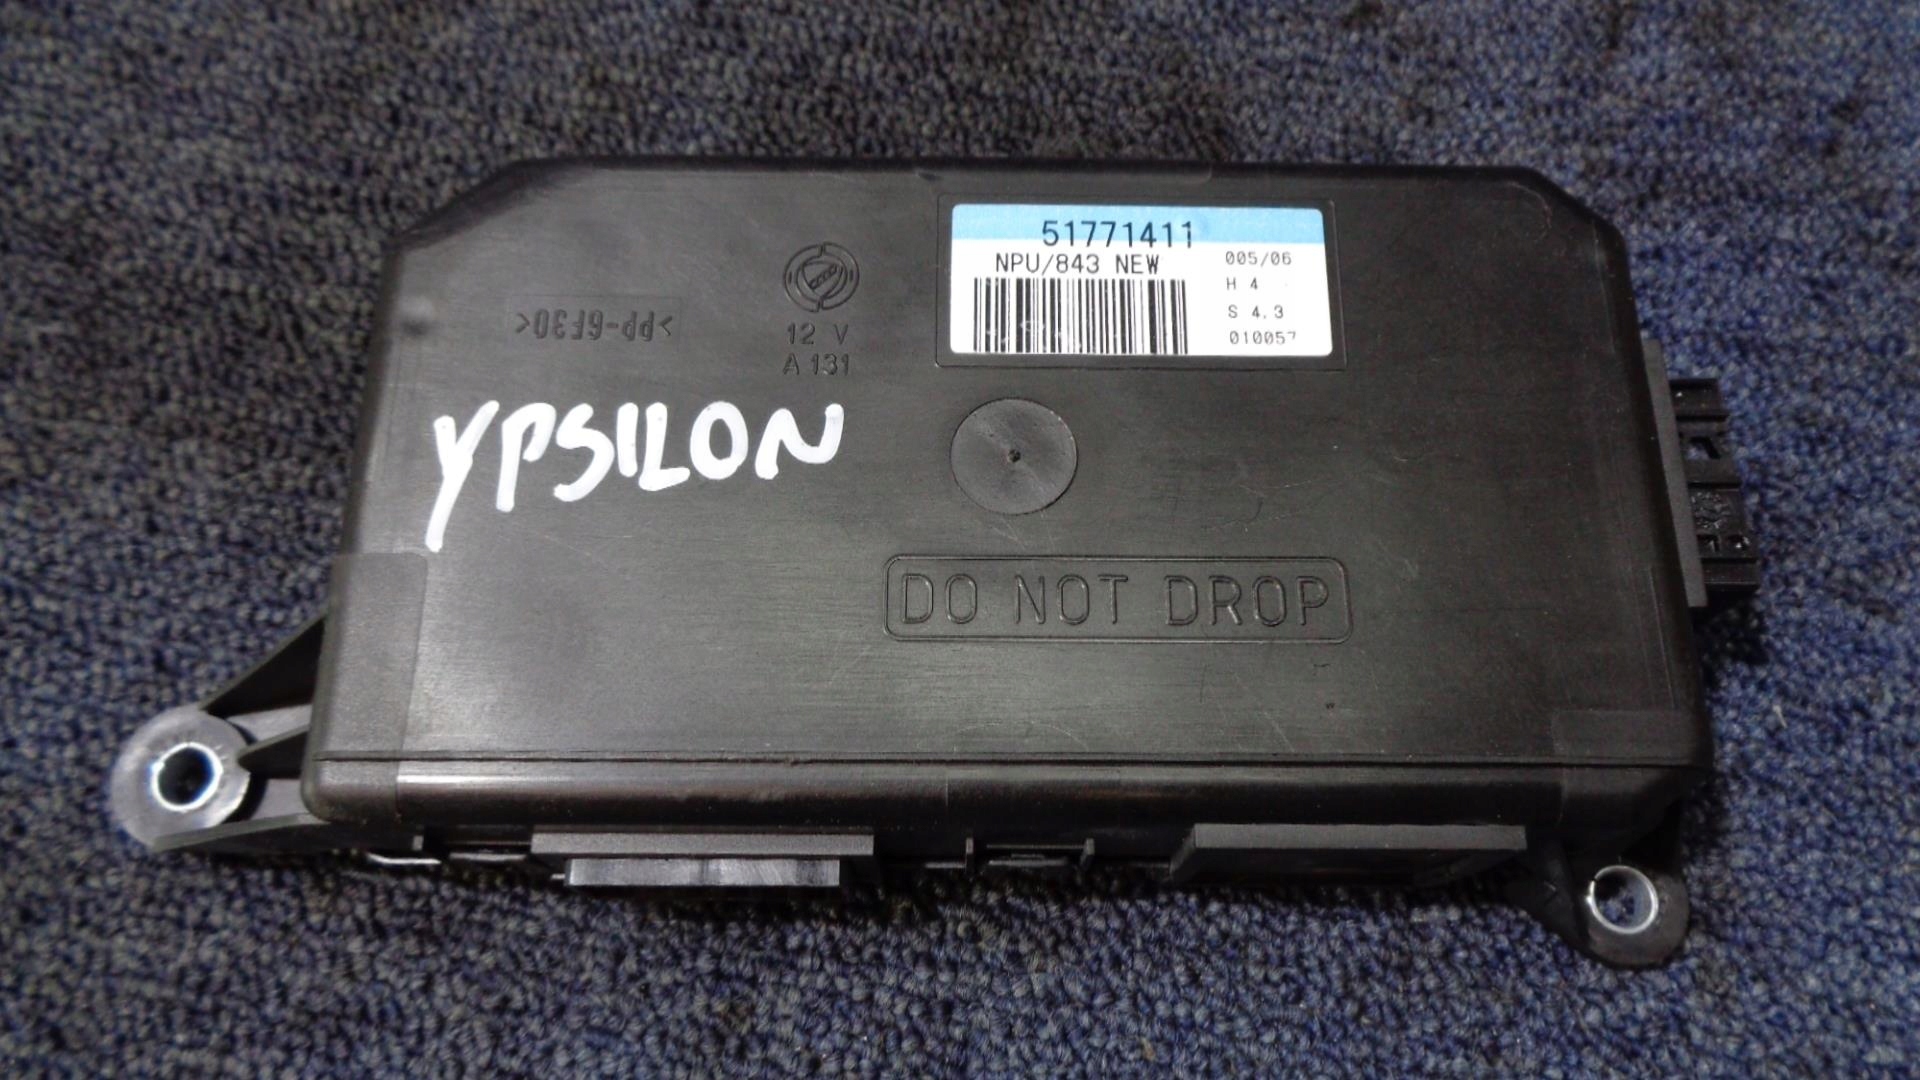 51771411
NPU/843 NEW
005/06
H 4
S 4.3
010057
>PP-GF30<
12 V
A 131
YPSILON
DO NOT DROP